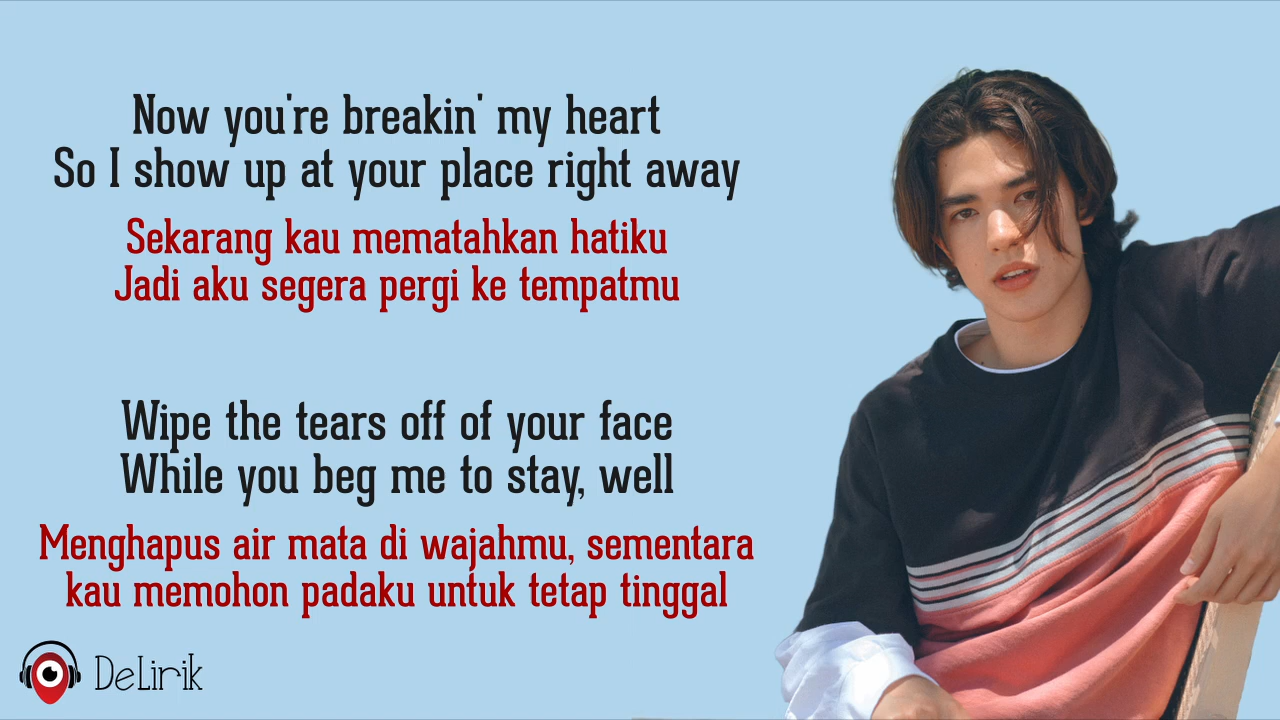 Now you're breakin' my heart
So I show up at your place right away
Sekarang kau mematahkan hatiku
Jadi aku segera pergi ke tempatmu
Wipe the tears off of your face
While you beg me to stay, well
Menghapus air mata di wajahmu, sementara
kau memohon padaku untuk tetap tinggal
DeLirik